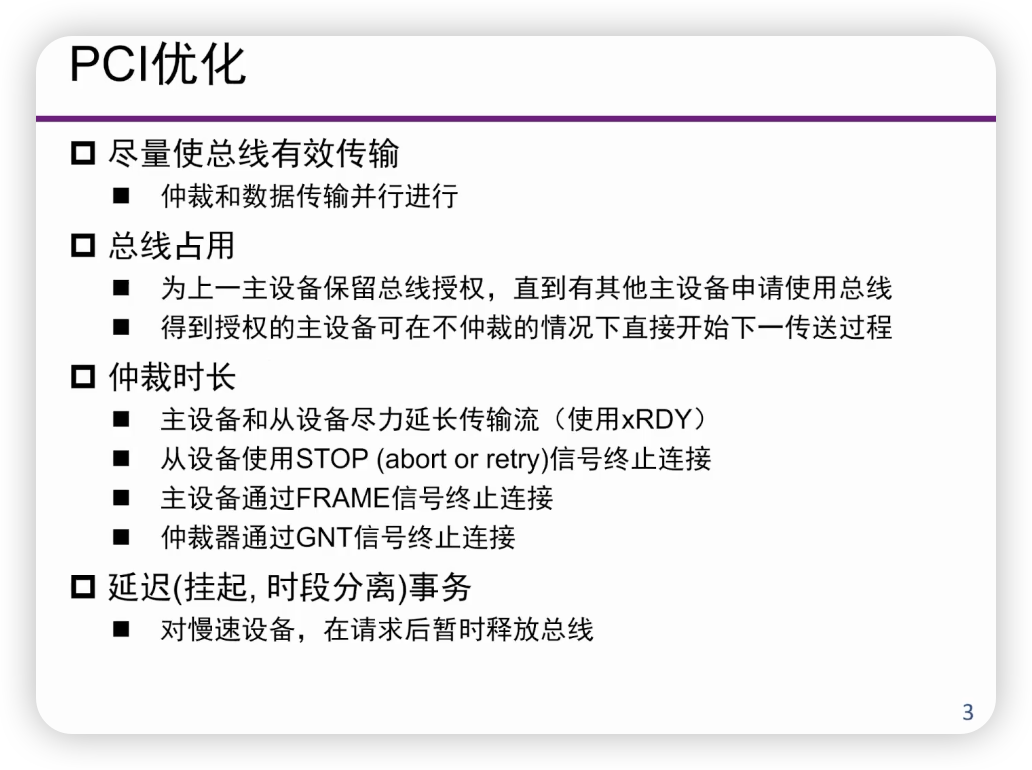 PCI优化
尽量使总线有效传输
仲裁和数据传输并行进行
总线占用
为上一主设备保留总线授权，直到有其他主设备申请使用总线
得到授权的主设备可在不仲裁的情况下直接开始下一传送过程
仲裁时长
主设备和从设备尽力延长传输流（使用xRDY）
从设备使用STOP (abort or retry)信号终止连接
主设备通过FRAME信号终止连接
仲裁器通过GNT信号终止连接
延迟(挂起, 时段分离)事务
对慢速设备，在请求后暂时释放总线
3